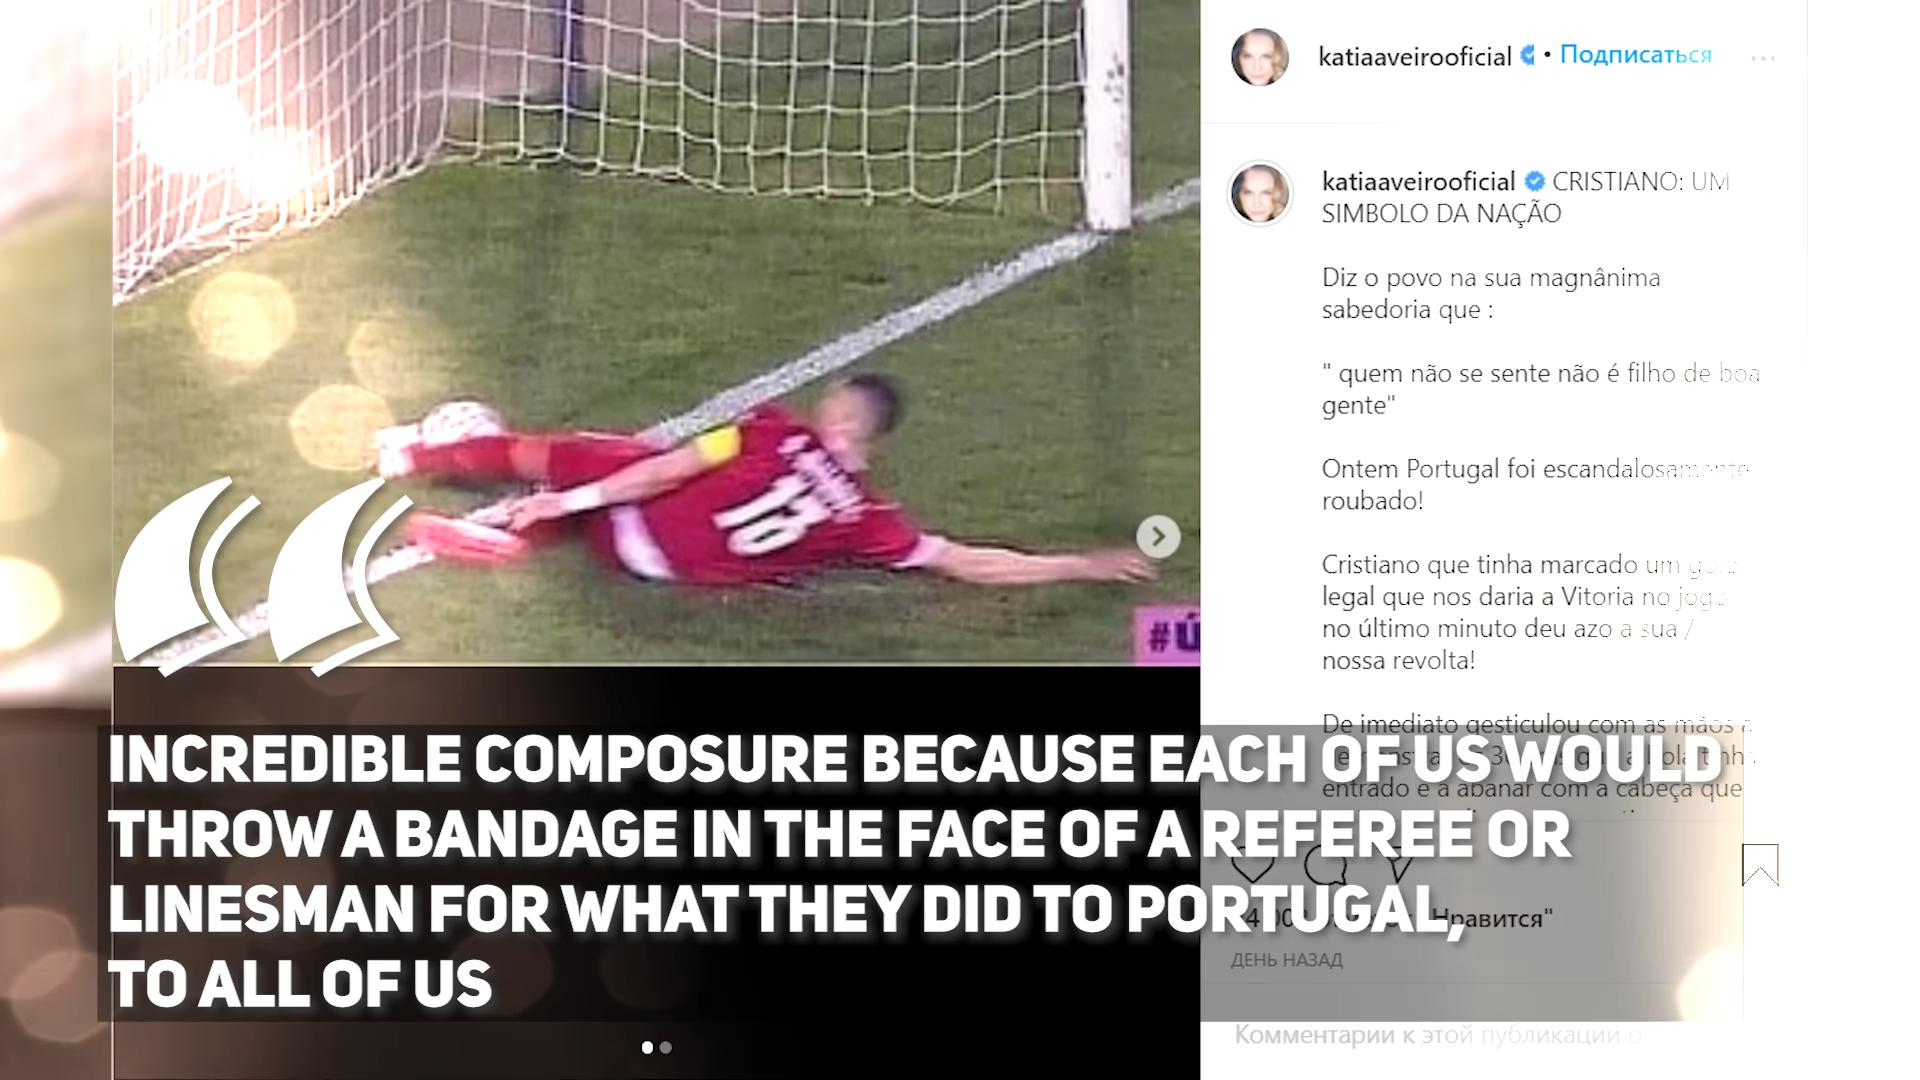 katiaaveirooficial • Подписаться
katiaaveirooficial CRISTIANO: UM
SIMBOLO DA NAÇÃO
Diz o povo na sua magnânima
sabedoria que :
" quem não se sente não é filho de boa
gente"
Ontem Portugal foi escandalosamente
roubado!
Cristiano que tinha marcado um golo
legal que nos daria a Vitoria no jogo
no último minuto deu azo a sua /
nossa revolta!
De imediato gesticulou com as mãos
entrado e a abanar com a cabeça que
16
#Ú
INCREDIBLE COMPOSURE BECAUSE EACH OF US WOULD
THROW A BANDAGE IN THE FACE OF A REFEREE OR
LINESMAN FOR WHAT THEY DID TO PORTUGAL,
TO ALL OF US
Нравится"
ДЕНЬ НАЗАД
Комментарии к этой публикации